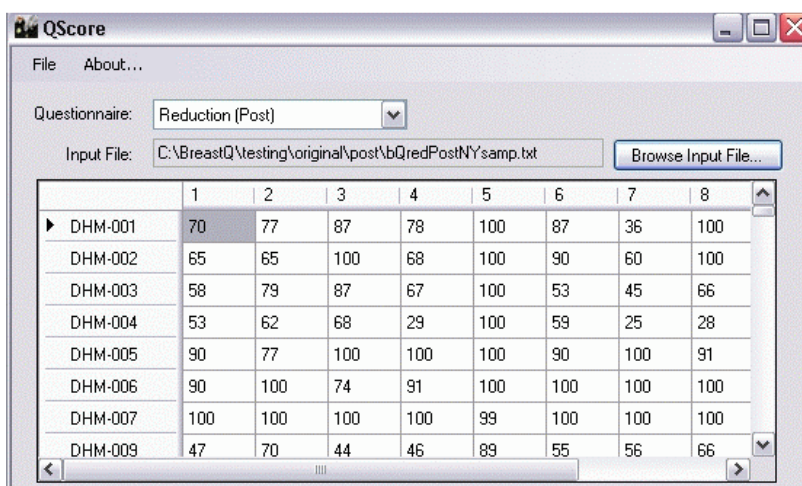 QScore
File About...
Questionnaire: Reduction (Post)
Input File: C:\BreastQ\testing\original\post\bQredPostNYsamp.txt Browse Input File...
1 2 3 4 5 6 7 8
DHM-001 70 77 87 78 100 87 36 100
DHM-002 65 65 100 68 100 90 60 100
DHM-003 58 79 87 67 100 53 45 66
DHM-004 53 62 68 29 100 59 25 28
DHM-005 90 77 100 100 100 90 100 91
DHM-006 90 100 74 91 100 100 100 100
DHM-007 100 100 100 100 99 100 100 100
DHM-009 47 70 44 46 89 55 56 66